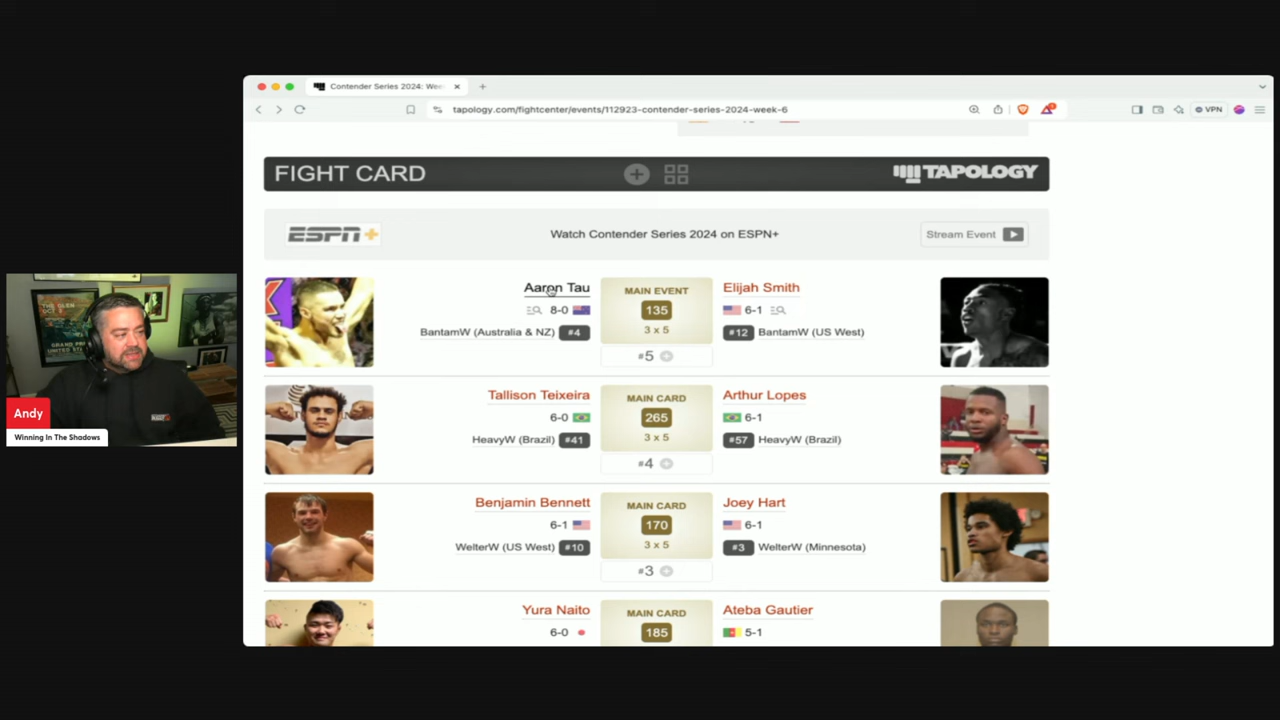 Contender Series 2024: Wee
tapology.com/fightcenter/events/112923-contender-series-2024-week-6
VPN
FIGHT CARD
TAPOLOGY
ESPN+
Watch Contender Series 2024 on ESPN+
Stream Event
Aaron Tau
MAIN EVENT
Elijah Smith
8-0
135
6-1
BantamW (Australia & NZ) #4
3 x 5
#12 BantamW (US West)
#5
Tallison Teixeira
MAIN CARD
Arthur Lopes
6-0
265
6-1
HeavyW (Brazil) #41
3 x 5
#57 HeavyW (Brazil)
#4
Benjamin Bennett
MAIN CARD
Joey Hart
6-1
170
6-1
WelterW (US West) #10
3 x 5
#3 WelterW (Minnesota)
#3
Yura Naito
MAIN CARD
Ateba Gautier
6-0
185
5-1
Andy
Winning In The Shadows